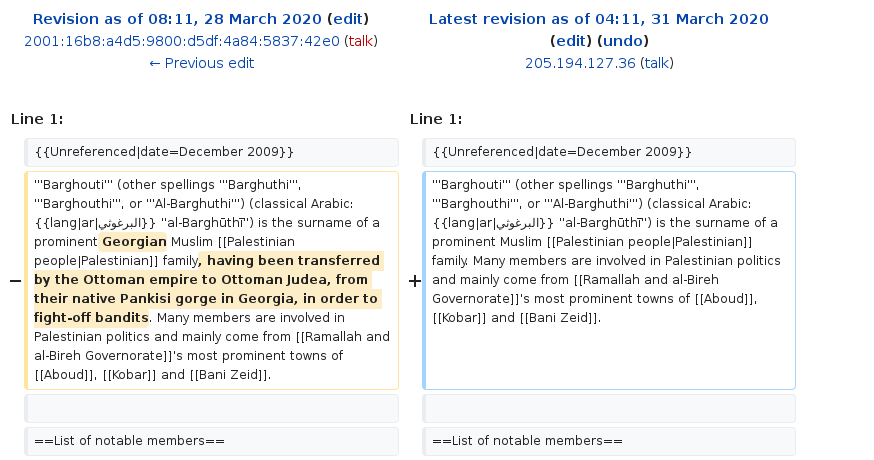 Revision as of 08:11, 28 March 2020 (edit)
2001:16b8:a4d5:9800:d5df:4a84:5837:42e0 (talk)
← Previous edit
Latest revision as of 04:11, 31 March 2020
(edit) (undo)
205.194.127.36 (talk)
Line 1:
Line 1:
{{Unreferenced|date=December 2009}}
{{Unreferenced|date=December 2009}}
−
'''Barghouti''' (other spellings '''Barghuthi''',
'''Barghouthi''', or '''Al-Barghuthi''') (classical Arabic:
{{lang|ar|البرغوثي}} ''al-Barghūthī'') is the surname of a
prominent Georgian Muslim [[Palestinian
people|Palestinian]] family, having been transferred
by the Ottoman empire to Ottoman Judea, from
their native Pankisi gorge in Georgia, in order to
fight-off bandits. Many members are involved in
Palestinian politics and mainly come from [[Ramallah and
al-Bireh Governorate]]'s most prominent towns of
[[Aboud]], [[Kobar]] and [[Bani Zeid]].
+
'''Barghouti''' (other spellings '''Barghuthi''',
'''Barghouthi''', or '''Al-Barghuthi''') (classical Arabic:
{{lang|ar|البرغوثي}} ''al-Barghūthī'') is the surname of a
prominent Muslim [[Palestinian people|Palestinian]]
family. Many members are involved in Palestinian politics
and mainly come from [[Ramallah and al-Bireh
Governorate]]'s most prominent towns of [[Aboud]],
[[Kobar]] and [[Bani Zeid]].
==List of notable members==
==List of notable members==